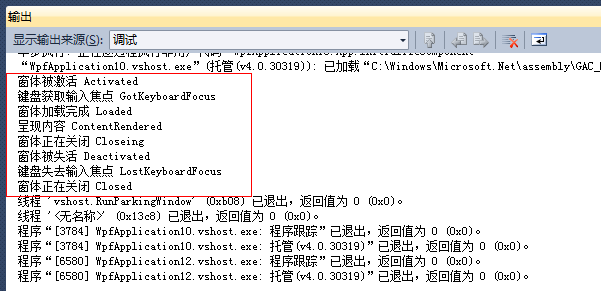 输出
显示输出来源(S): 调试
“WpfApplication10.vshost.exe”(托管(v4.0.30319)): 已加载“C:\Windows\Microsoft.Net\assembly\GAC_
窗体被激活 Activated
键盘获取输入焦点 GotKeyboardFocus
窗体加载完成 Loaded
呈现内容 ContentRendered
窗体正在关闭 Closeing
窗体被失活 Deactivated
键盘失去输入焦点 LostKeyboardFocus
窗体正在关闭 Closed
线程 'vshost.RunParkingWindow' (0xb08) 已退出，返回值为 0 (0x0)。
线程 '<无名称>' (0x13c8) 已退出，返回值为 0 (0x0)。
程序“[3784] WpfApplication10.vshost.exe: 程序跟踪”已退出，返回值为 0 (0x0)。
程序“[3784] WpfApplication10.vshost.exe: 托管(v4.0.30319)”已退出，返回值为 0 (0x0)。
程序“[6580] WpfApplication12.vshost.exe: 程序跟踪”已退出，返回值为 0 (0x0)。
程序“[6580] WpfApplication12.vshost.exe: 托管(v4.0.30319)”已退出，返回值为 0 (0x0)。